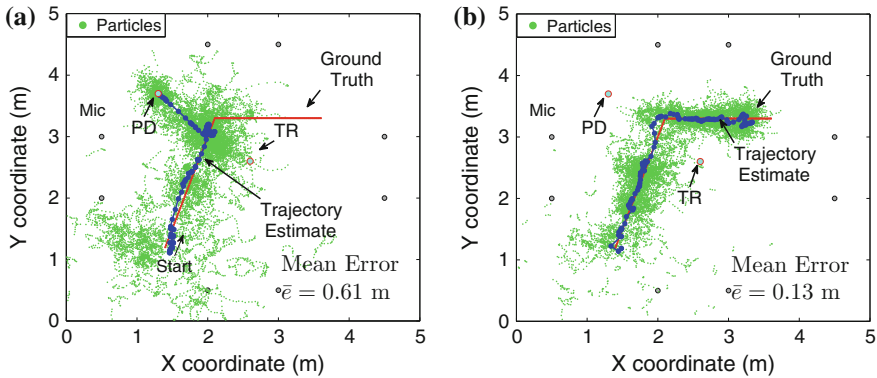 (a)
Particles
Ground
Truth
Mic
PD
TR
Trajectory
Estimate
Start
Mean Error
ē = 0.61 m
Y coordinate (m)
5
4
3
2
1
0
0 1 2 3 4 5
X coordinate (m)
(b)
Particles
Ground
Truth
Mic
PD
Trajectory
Estimate
TR
Mean Error
ē = 0.13 m
Y coordinate (m)
5
4
3
2
1
0
0 1 2 3 4 5
X coordinate (m)